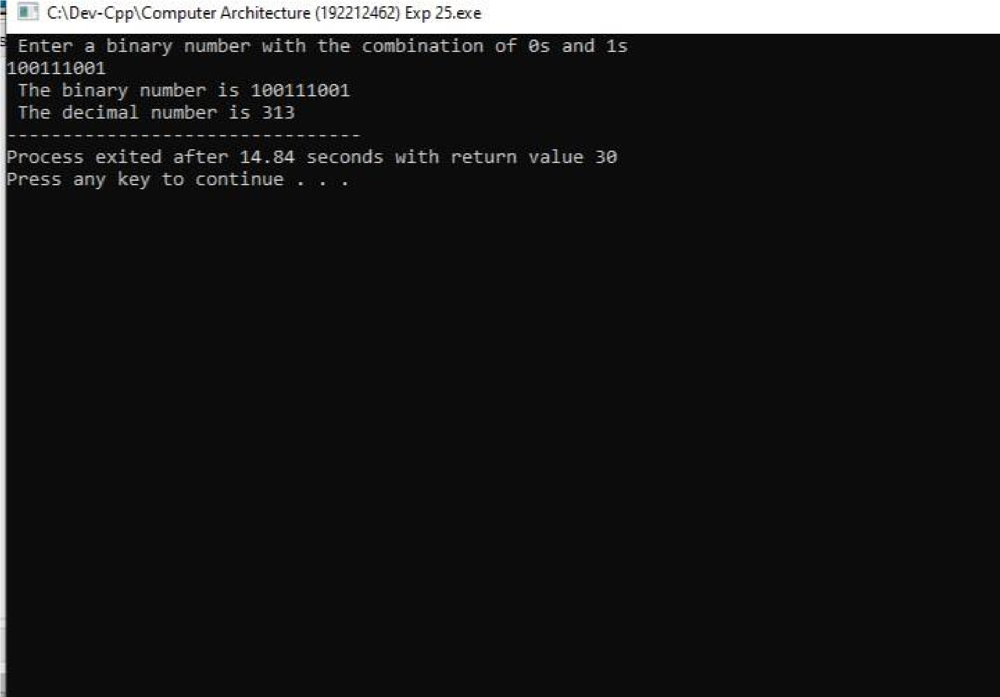 C:\Dev-Cpp\Computer Architecture (192212462) Exp 25.exe
Enter a binary number with the combination of 0s and 1s
100111001
The binary number is 100111001
The decimal number is 313
--------------------------------
Process exited after 14.84 seconds with return value 30
Press any key to continue . . .